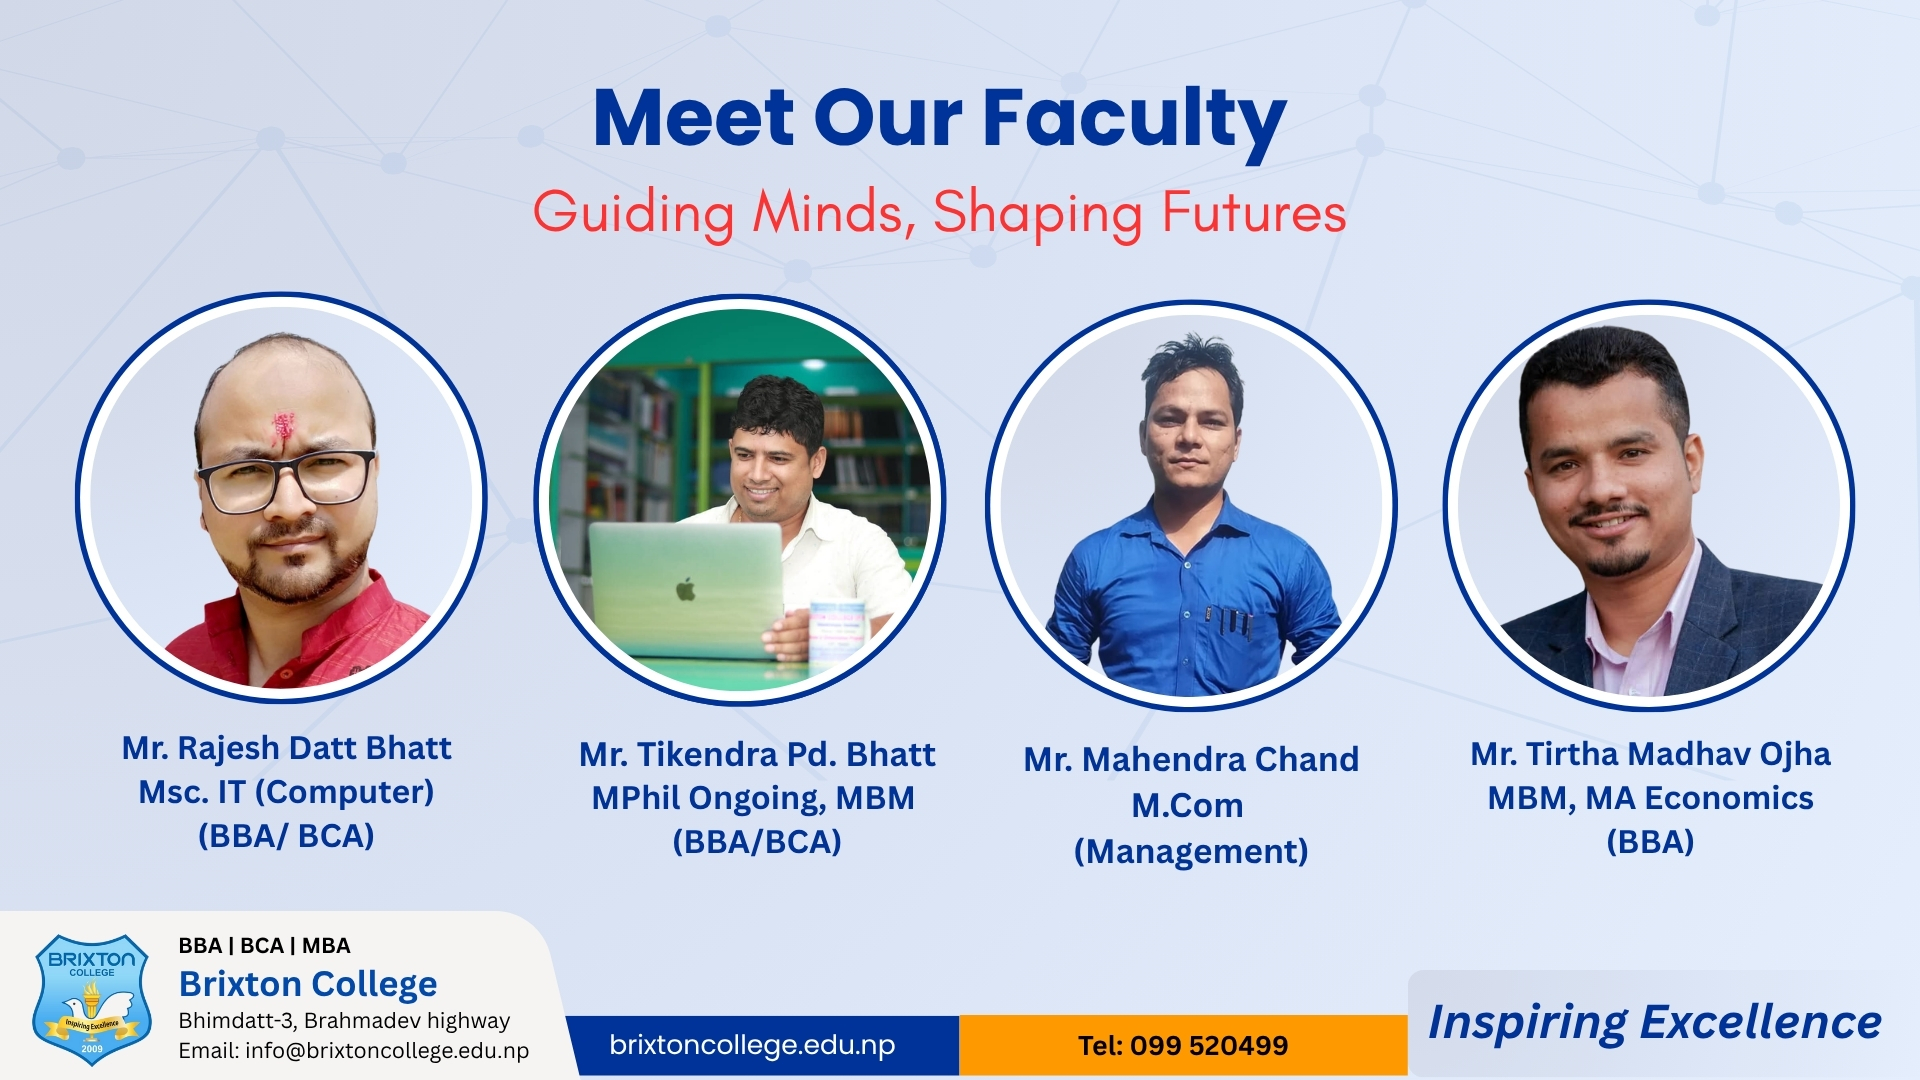 Meet Our Faculty
Guiding Minds, Shaping Futures
Mr. Rajesh Datt Bhatt
Msc. IT (Computer)
(BBA/ BCA)
Mr. Tikendra Pd. Bhatt
MPhil Ongoing, MBM
(BBA/BCA)
Mr. Mahendra Chand
M.Com
(Management)
Mr. Tirtha Madhav Ojha
MBM, MA Economics
(BBA)
BRIXTON
COLLEGE
Inspiring Excellence
2009
BBA | BCA | MBA
Brixton College
Bhimdatt-3, Brahmadev highway
Email: info@brixtoncollege.edu.np
brixtoncollege.edu.np
Tel: 099 520499
Inspiring Excellence